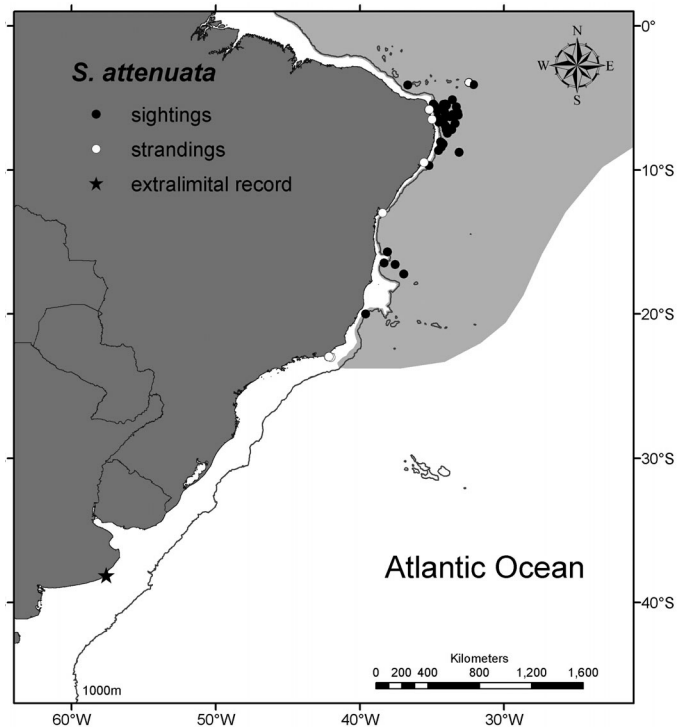 S. attenuata
sightings
strandings
extralimital record
N
W E
S
0°
10°S
20°S
30°S
40°S
Atlantic Ocean
Kilometers
0 200 400 800 1,200 1,600
1000m
60°W 50°W 40°W 30°W